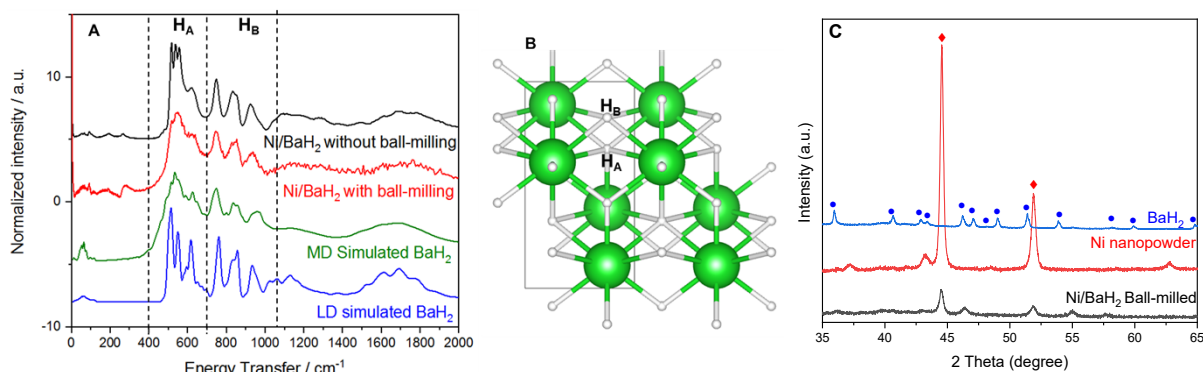 A
H_A
H_B
Normalized intensity / a.u.
10
0
-10
Ni/BaH₂ without ball-milling
Ni/BaH₂ with ball-milling
MD Simulated BaH₂
LD simulated BaH₂
0 200 400 600 800 1000 1200 1400 1600 1800 2000
Energy Transfer / cm⁻¹
B
H_B
H_A
C
Intensity (a.u.)
BaH₂
Ni nanopowder
Ni/BaH₂ Ball-milled
35 40 45 50 55 60 65
2 Theta (degree)